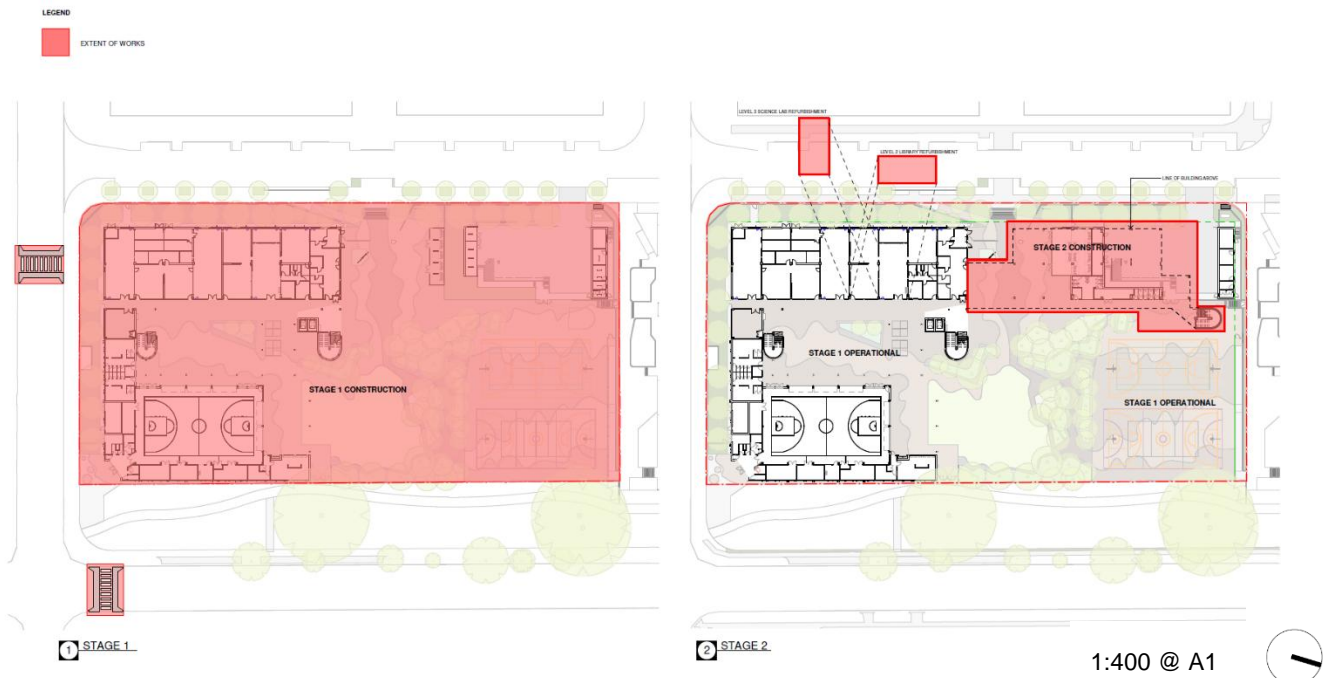 LEGEND
EXTENT OF WORKS
STAGE 1 CONSTRUCTION
1 STAGE 1
LEVEL 3 SCIENCE LAB REFURBISHMENT
LEVEL 2 LIBRARY REFURBISHMENT
LINE OF BUILDING ABOVE
STAGE 2 CONSTRUCTION
STAGE 1 OPERATIONAL
STAGE 1 OPERATIONAL
2 STAGE 2
1:400 @ A1